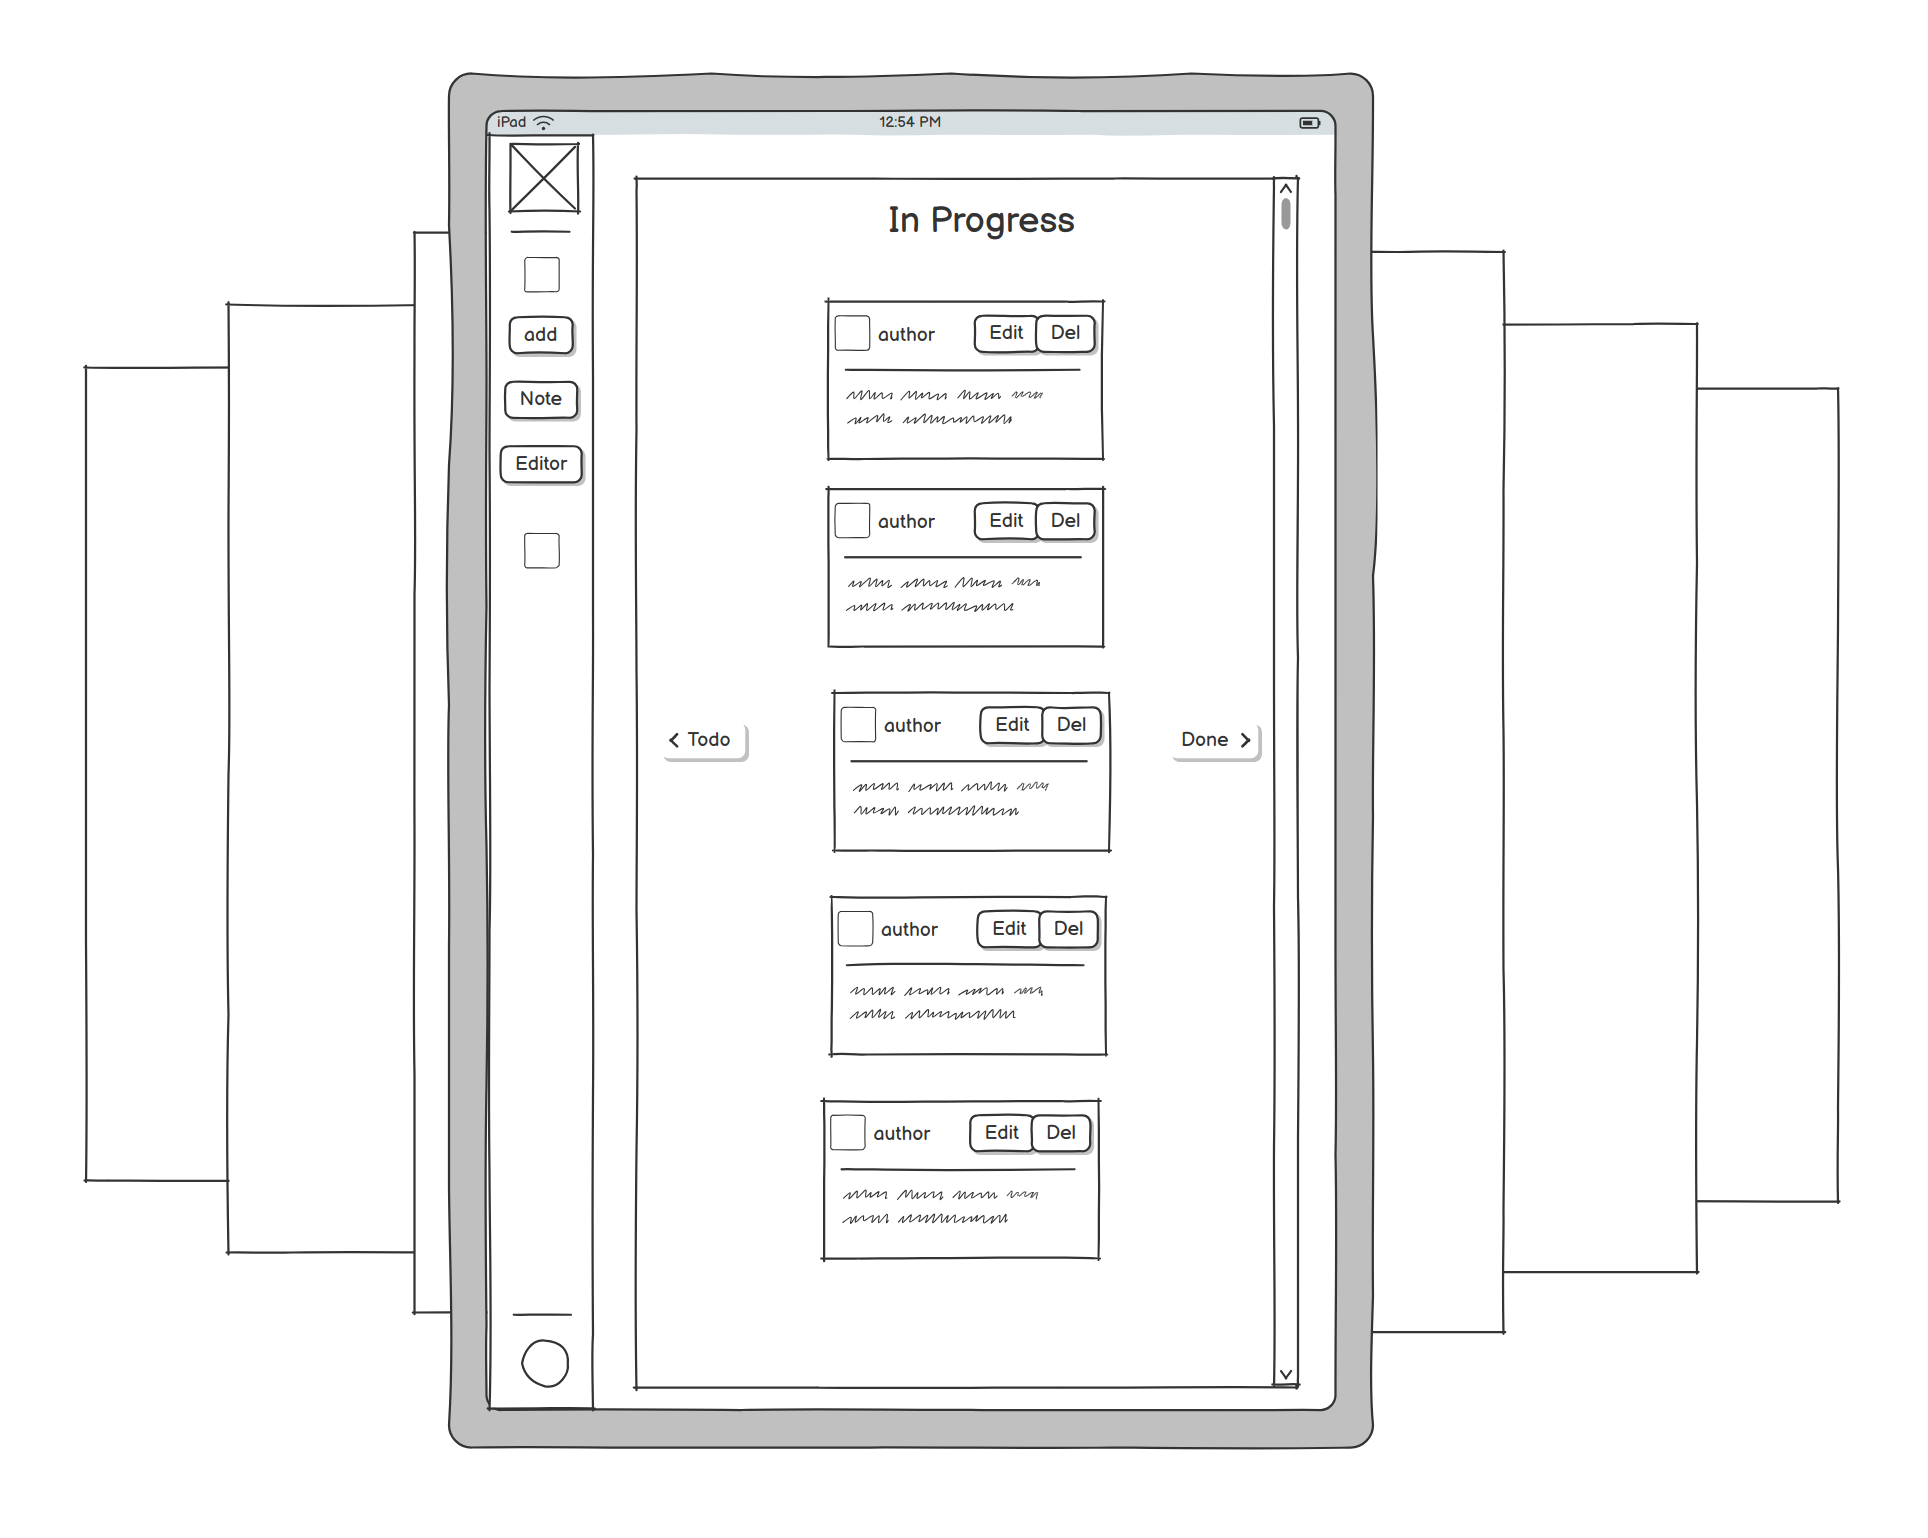 iPad 12:54 PM
In Progress
add
Note
Editor
author Edit Del
author Edit Del
author Edit Del
Todo
Done
author Edit Del
author Edit Del